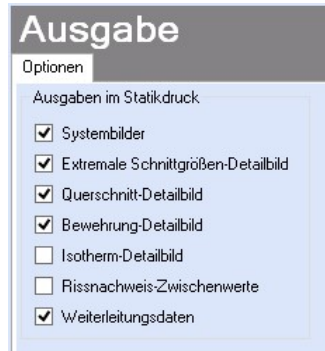 Ausgabe
Optionen
Ausgaben im Statikdruck
Systembilder
Extremale Schnittgrößen-Detailbild
Querschnitt-Detailbild
Bewehrung-Detailbild
Isotherm-Detailbild
Rissnachweis-Zwischenwerte
Weiterleitungsdaten